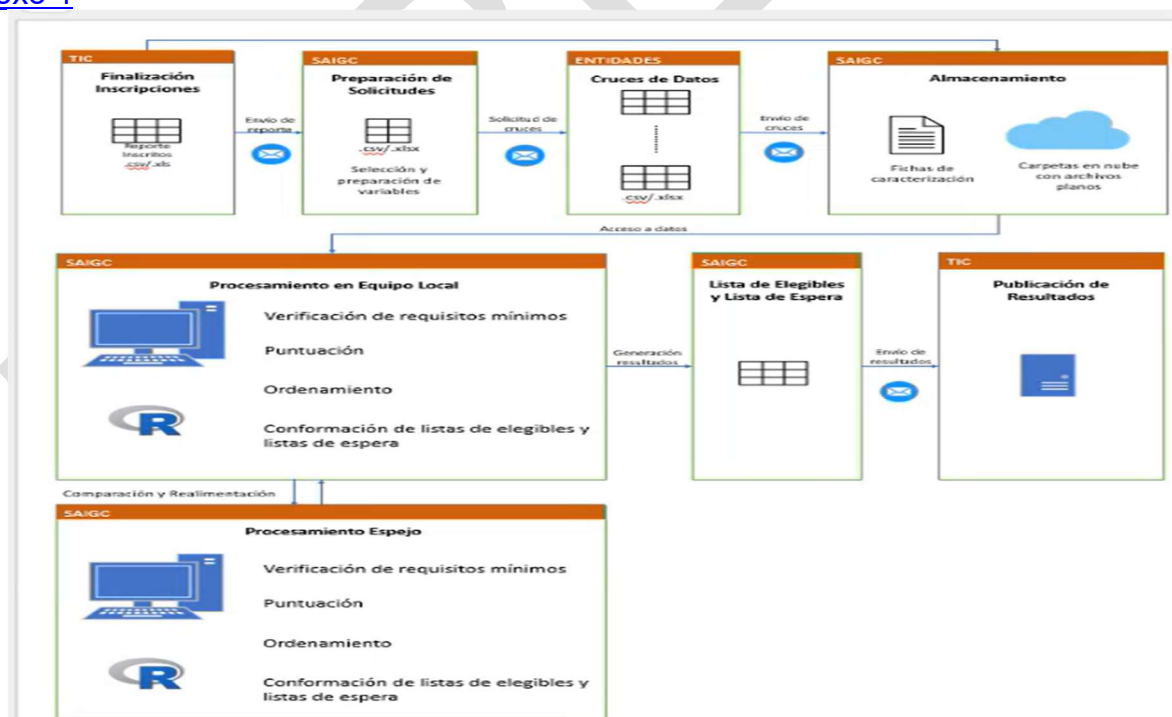 TIC
Finalización
Inscripciones
Reporte
Inscritos
.csv/.xls
Envío de
reporte
SAIGC
Preparación de
Solicitudes
.csv/.xlsx
Selección y
preparación de
variables
Solicitud de
cruces
ENTIDADES
Cruces de Datos
.csv/.xlsx
Envío de
cruces
SAIGC
Almacenamiento
Fichas de
caracterización
Carpetas en nube
con archivos
planos
Acceso a datos
SAIGC
Procesamiento en Equipo Local
Verificación de requisitos mínimos
Puntuación
Ordenamiento
R
Conformación de listas de elegibles y
listas de espera
Generación
resultados
SAIGC
Lista de Elegibles
y Lista de Espera
Envío de
resultados
TIC
Publicación de
Resultados
Comparación y Realimentación
SAIGC
Procesamiento Espejo
Verificación de requisitos mínimos
Puntuación
Ordenamiento
R
Conformación de listas de elegibles y
listas de espera